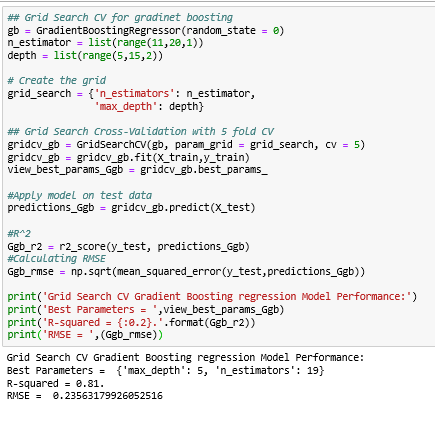 ## Grid Search CV for gradinet boosting
gb = GradientBoostingRegressor(random_state = 0)
n_estimator = list(range(11,20,1))
depth = list(range(5,15,2))
# Create the grid
grid_search = {'n_estimators': n_estimator,
'max_depth': depth}
## Grid Search Cross-Validation with 5 fold CV
gridcv_gb = GridSearchCV(gb, param_grid = grid_search, cv = 5)
gridcv_gb = gridcv_gb.fit(X_train,y_train)
view_best_params_Ggb = gridcv_gb.best_params_
#Apply model on test data
predictions_Ggb = gridcv_gb.predict(X_test)
#R^2
Ggb_r2 = r2_score(y_test, predictions_Ggb)
#Calculating RMSE
Ggb_rmse = np.sqrt(mean_squared_error(y_test,predictions_Ggb))
print('Grid Search CV Gradient Boosting regression Model Performance:')
print('Best Parameters = ',view_best_params_Ggb)
print('R-squared = {:0.2}.'.format(Ggb_r2))
print('RMSE = ',(Ggb_rmse))
Grid Search CV Gradient Boosting regression Model Performance:
Best Parameters =  {'max_depth': 5, 'n_estimators': 19}
R-squared = 0.81.
RMSE =  0.23563179926052516